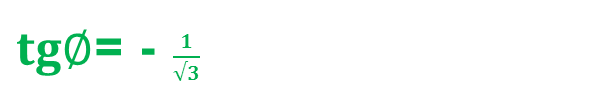 tg∅= - 1/√3